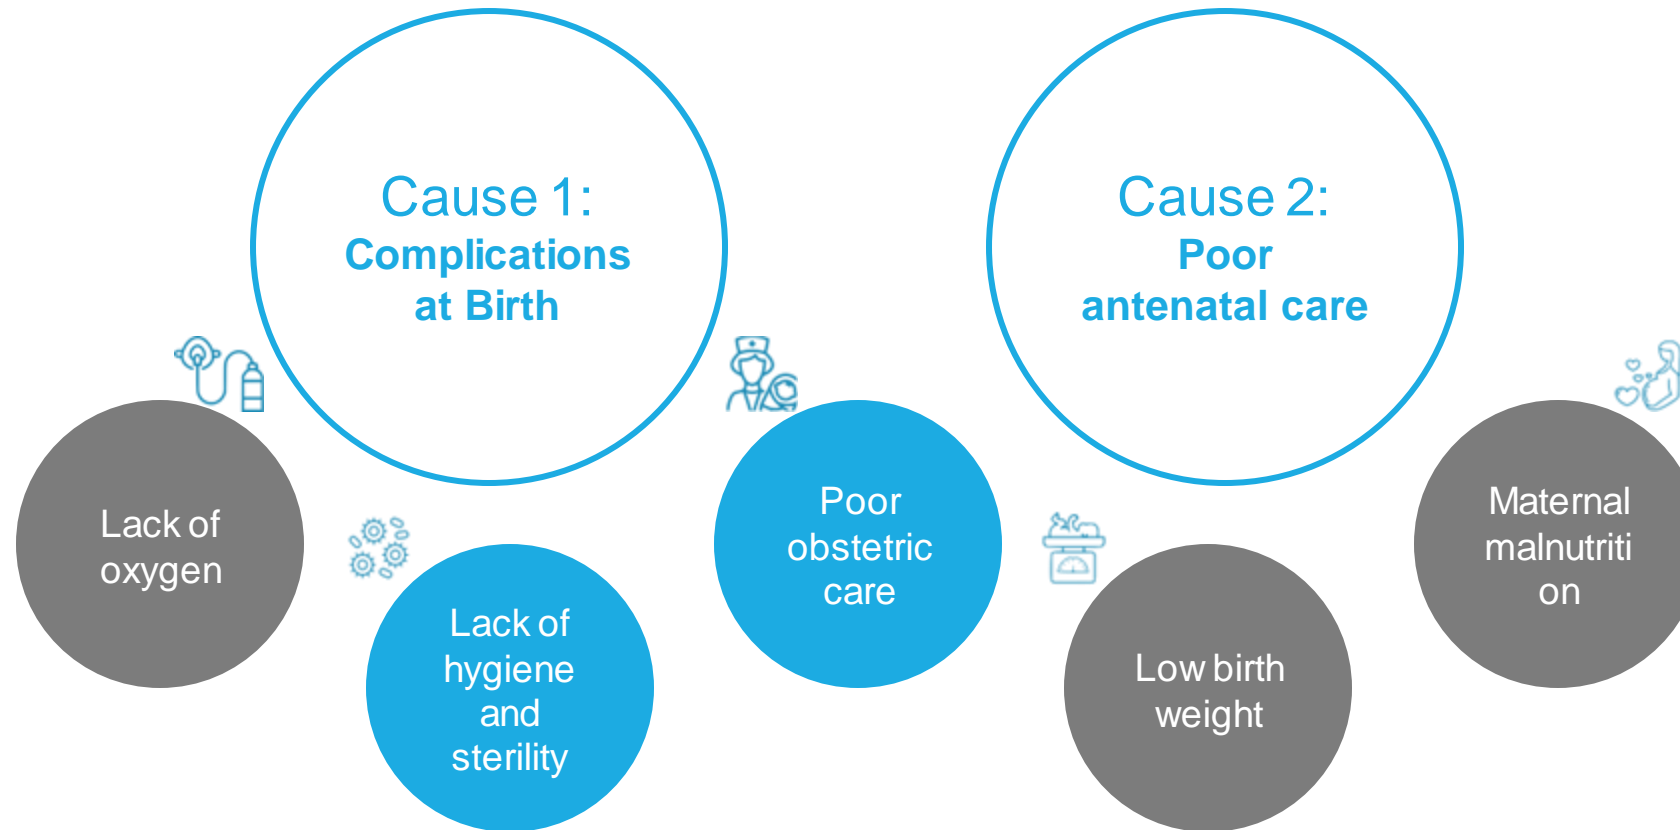 Cause 1:
Complications
at Birth
Cause 2:
Poor
antenatal care
Lack of
oxygen
Lack of
hygiene
and
sterility
Poor
obstetric
care
Low birth
weight
Maternal
malnutriti
on